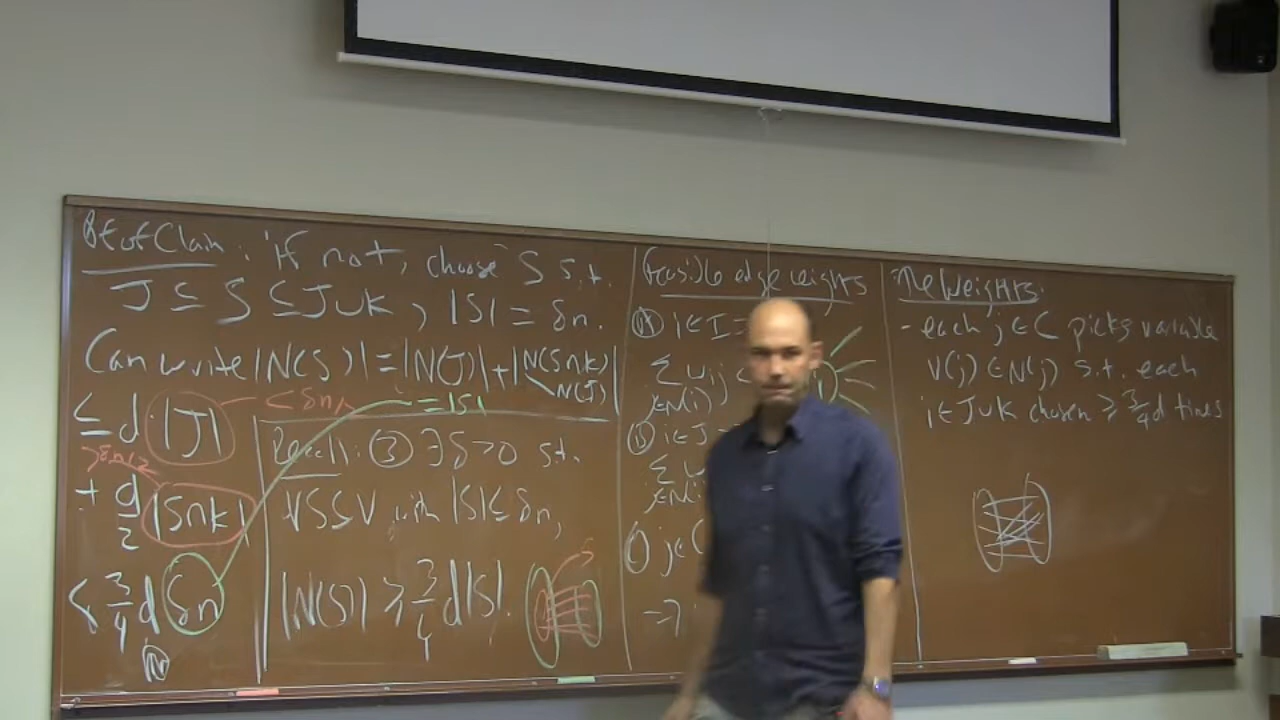 Pf of Claim: If not, choose S s.t.
J ⊆ S ⊆ J∪K, |S| = δn.
Can write |N(S)| = |N(J)| + |N(S∩K)
\N(J)|
≤ d·|J| < δn/2
= |S|
+ d/2 |S∩K|
< 3/4 d δn
Recall: ③ ∃δ>0 s.t.
∀S⊆V with |S| ≤ δn,
|N(S)| ≥ 3/4 d|S|.
S
Feasible edge weights
(A) i∈I
Σ w_ij <
j∈N(i)
(B) i∈J
Σ
j∈N(i)
(C) j∈C
The Weights:
- each j∈C picks variable
v(j)∈N(j) s.t. each
i∈J∪K chosen ≥ 3/4 d times